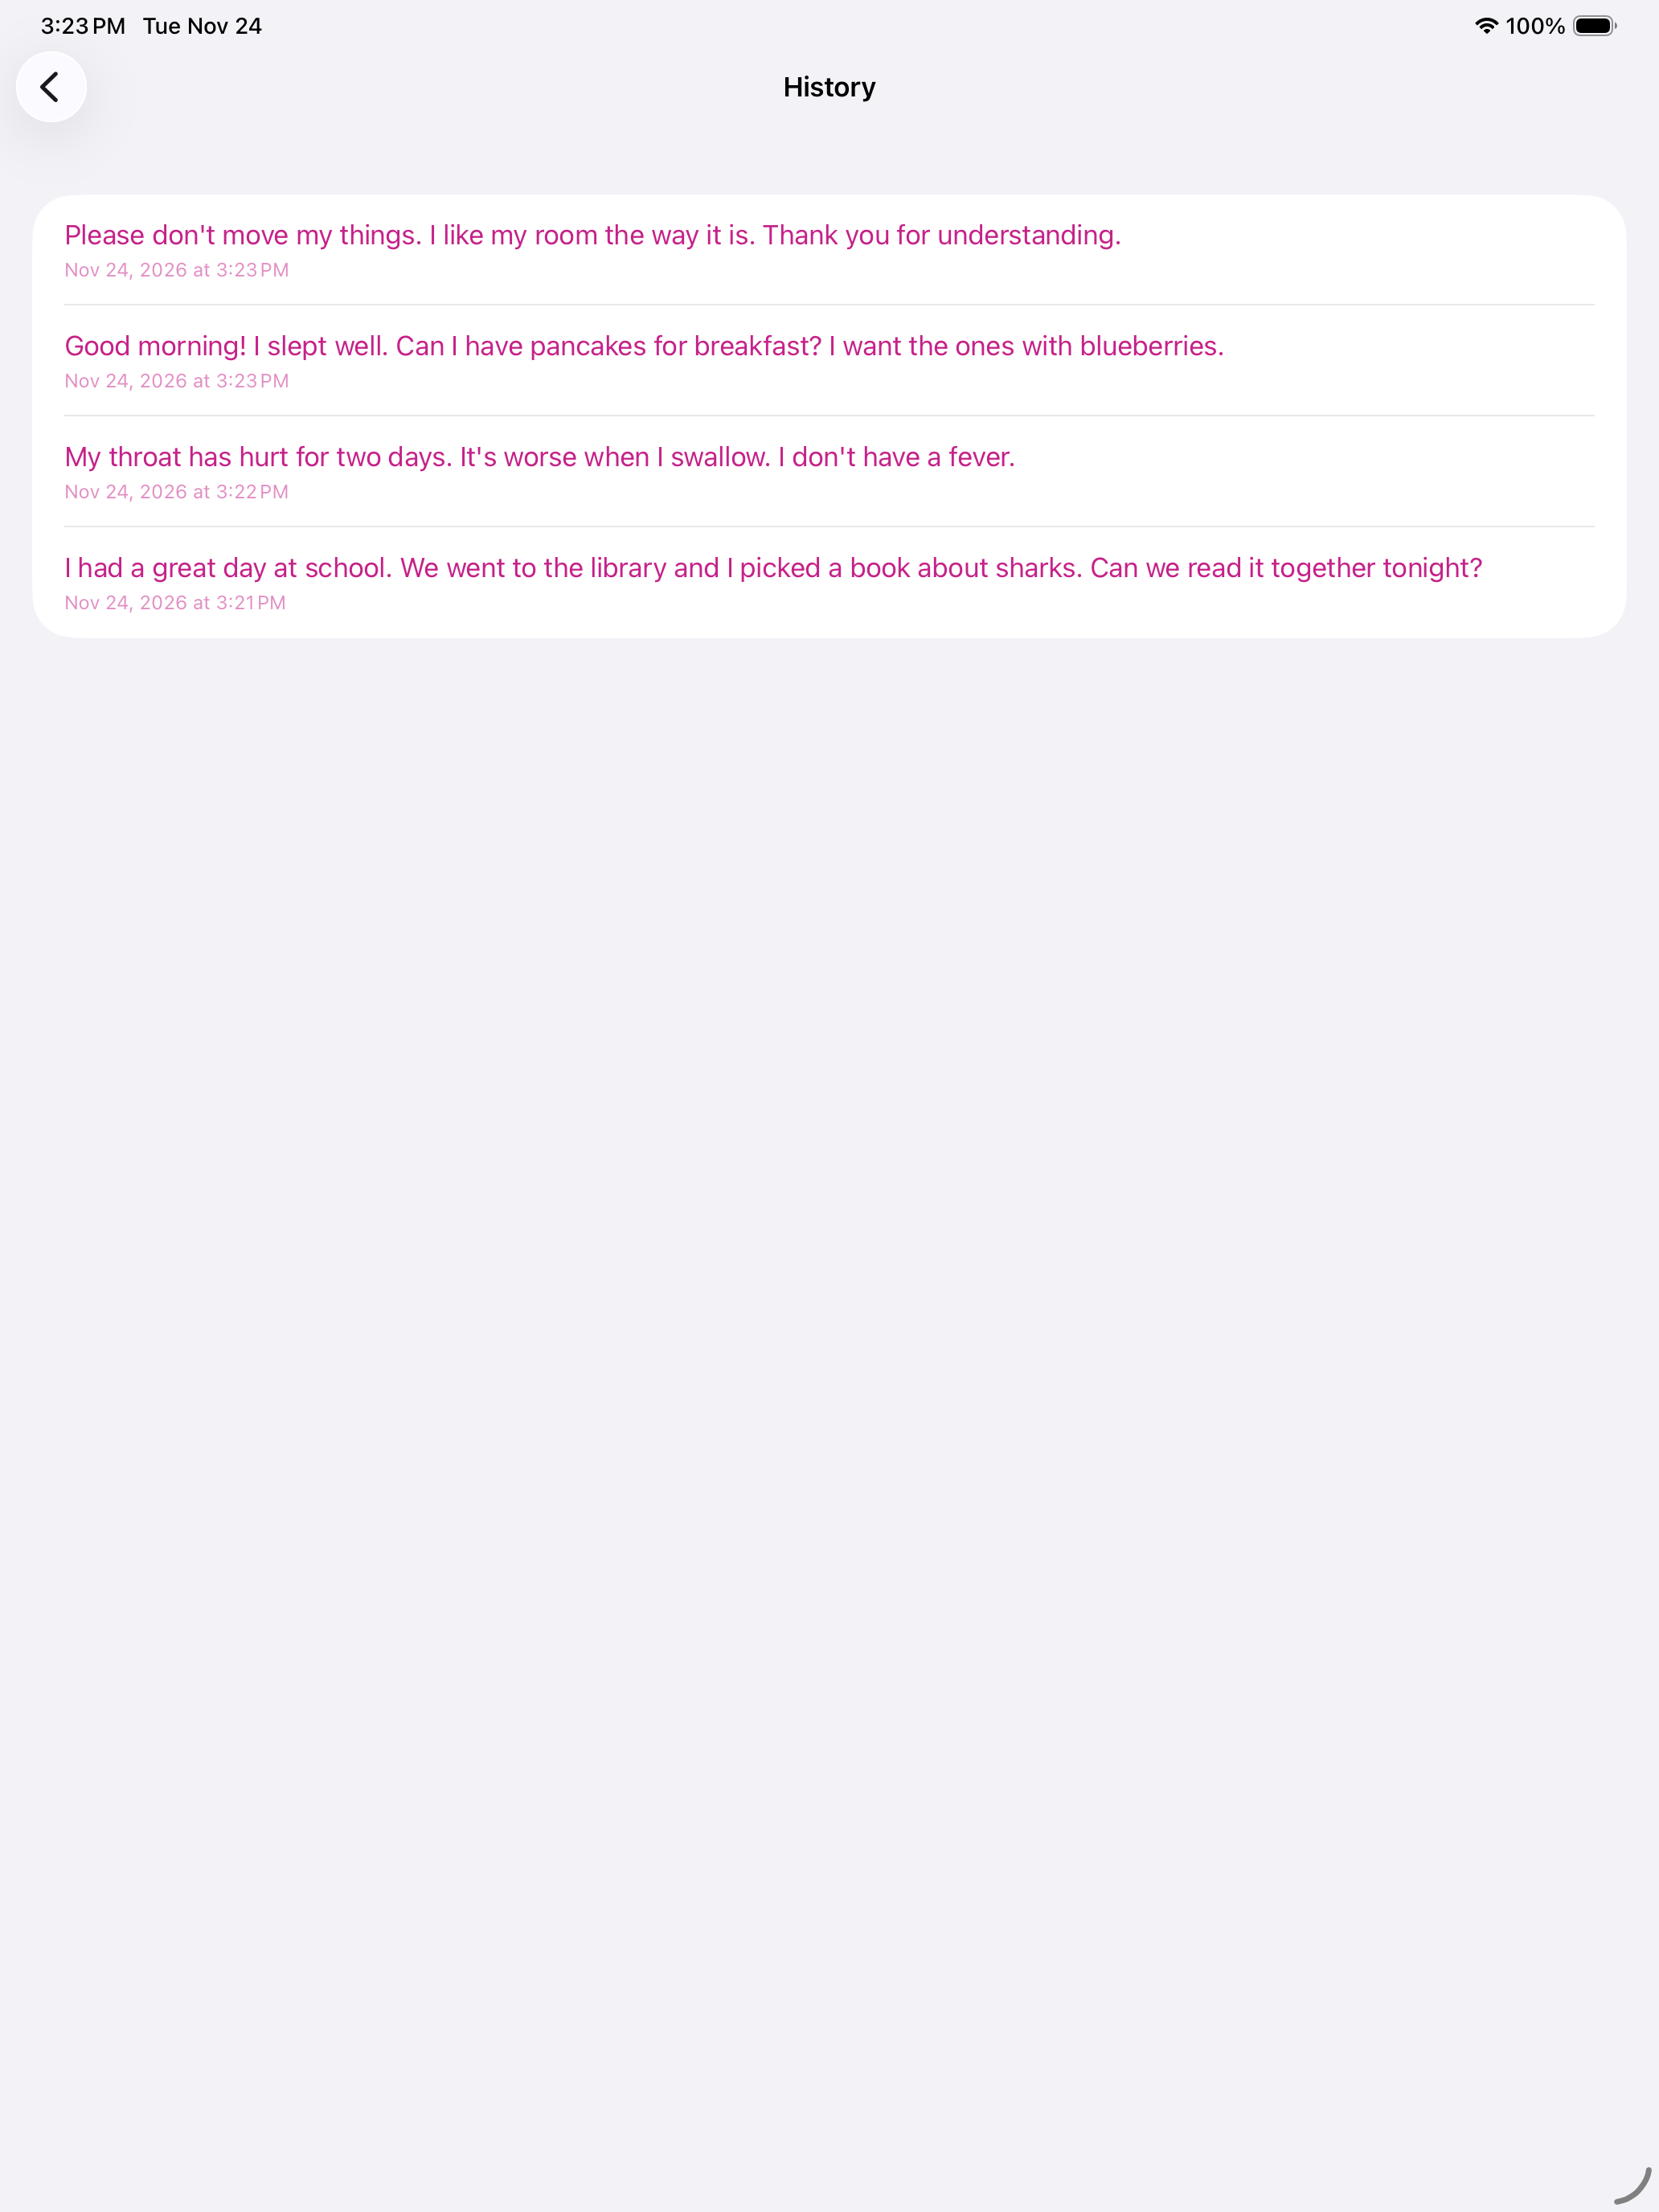 3:23 PM Tue Nov 24
100%
History
Please don't move my things. I like my room the way it is. Thank you for understanding.
Nov 24, 2026 at 3:23 PM
Good morning! I slept well. Can I have pancakes for breakfast? I want the ones with blueberries.
Nov 24, 2026 at 3:23 PM
My throat has hurt for two days. It's worse when I swallow. I don't have a fever.
Nov 24, 2026 at 3:22 PM
I had a great day at school. We went to the library and I picked a book about sharks. Can we read it together tonight?
Nov 24, 2026 at 3:21 PM